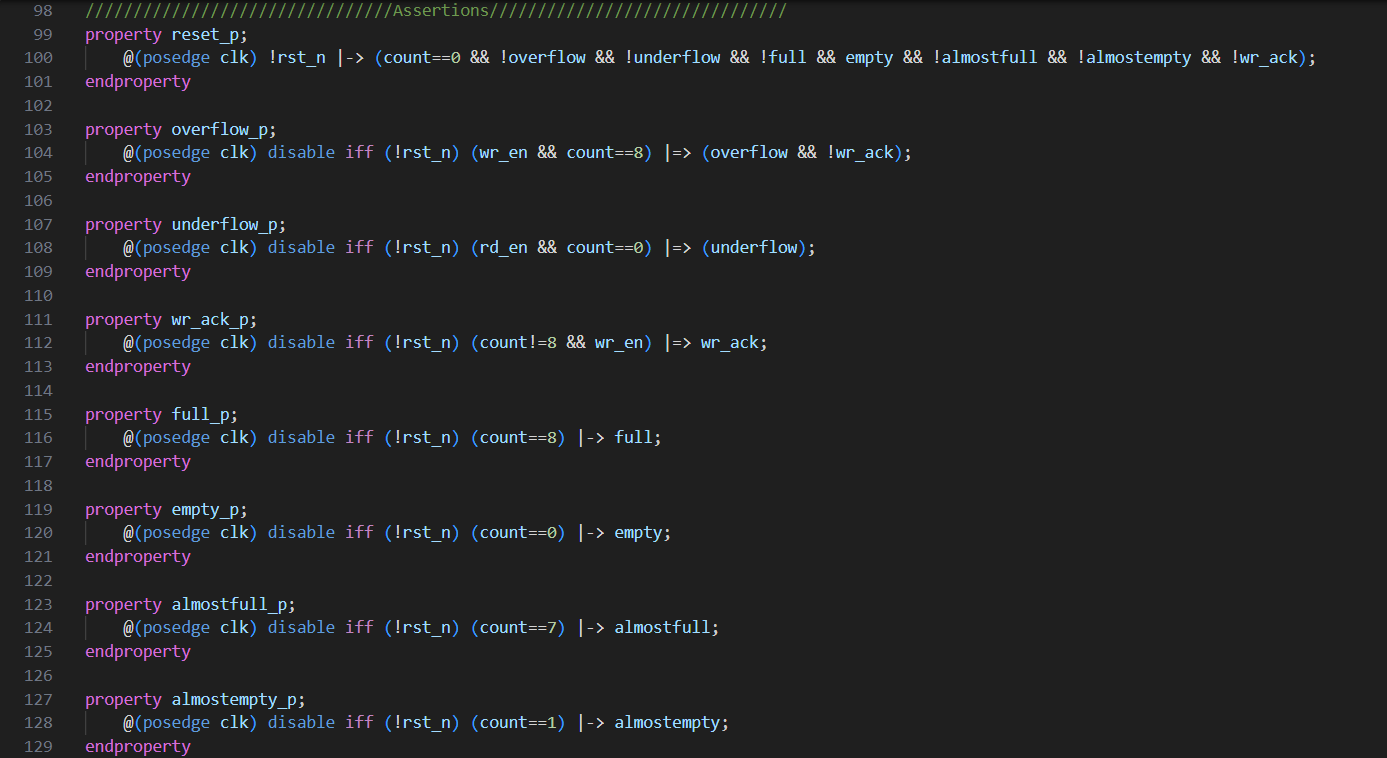 98 ////////////////////////////////Assertions///////////////////////////////
99 property reset_p;
100 @(posedge clk) !rst_n |-> (count==0 && !overflow && !underflow && !full && empty && !almostfull && !almostempty && !wr_ack);
101 endproperty
102
103 property overflow_p;
104 @(posedge clk) disable iff (!rst_n) (wr_en && count==8) |=> (overflow && !wr_ack);
105 endproperty
106
107 property underflow_p;
108 @(posedge clk) disable iff (!rst_n) (rd_en && count==0) |=> (underflow);
109 endproperty
110
111 property wr_ack_p;
112 @(posedge clk) disable iff (!rst_n) (count!=8 && wr_en) |=> wr_ack;
113 endproperty
114
115 property full_p;
116 @(posedge clk) disable iff (!rst_n) (count==8) |-> full;
117 endproperty
118
119 property empty_p;
120 @(posedge clk) disable iff (!rst_n) (count==0) |-> empty;
121 endproperty
122
123 property almostfull_p;
124 @(posedge clk) disable iff (!rst_n) (count==7) |-> almostfull;
125 endproperty
126
127 property almostempty_p;
128 @(posedge clk) disable iff (!rst_n) (count==1) |-> almostempty;
129 endproperty